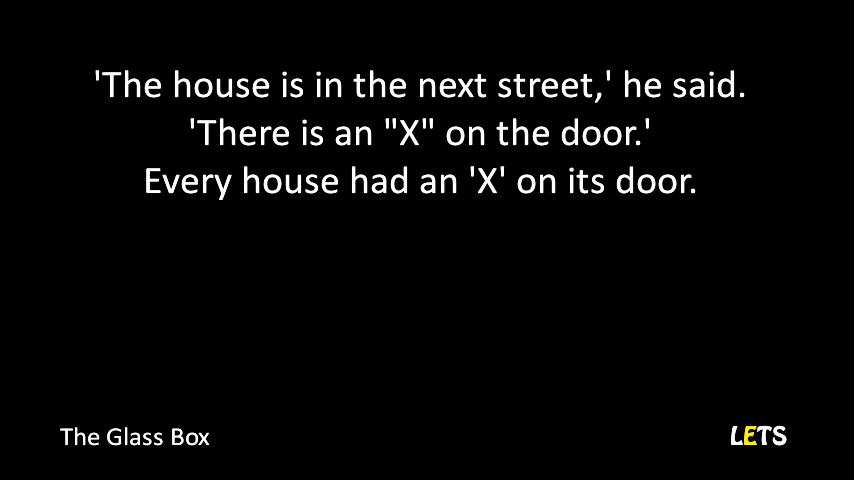 'The house is in the next street,' he said.
'There is an "X" on the door.'
Every house had an 'X' on its door.
The Glass Box
LETS